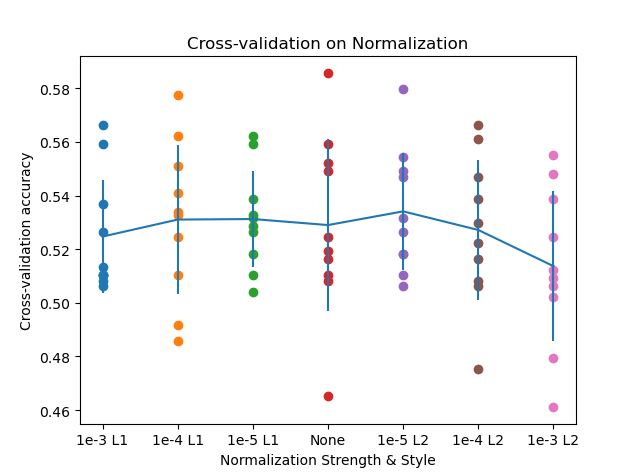 Cross-validation on Normalization
Cross-validation accuracy
0.58
0.56
0.54
0.52
0.50
0.48
0.46
1e-3 L1 1e-4 L1 1e-5 L1 None 1e-5 L2 1e-4 L2 1e-3 L2
Normalization Strength & Style